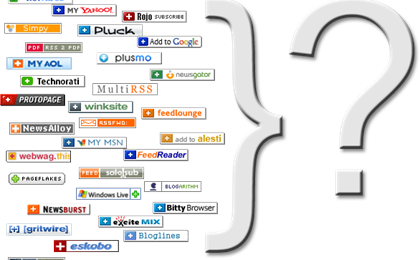 MY YAHOO!
Rojo SUBSCRIBE
Simpy
Pluck
Add to Google
PDF RSS 2 PDF
plusmo
MY AOL
newsgator
Technorati
MultiRSS
PROTOPAGE
winksite
feedlounge
RSSFWD:
NewsAlloy
add to alesti
MY MSN
webwag.this
FeedReader
FEED solosub
PAGEFLAKES
BLOGARITHM
Windows Live
NEWSBURST
Bitty Browser
excite MIX
[+] {gritwire}
Bloglines
eskobo
} ?